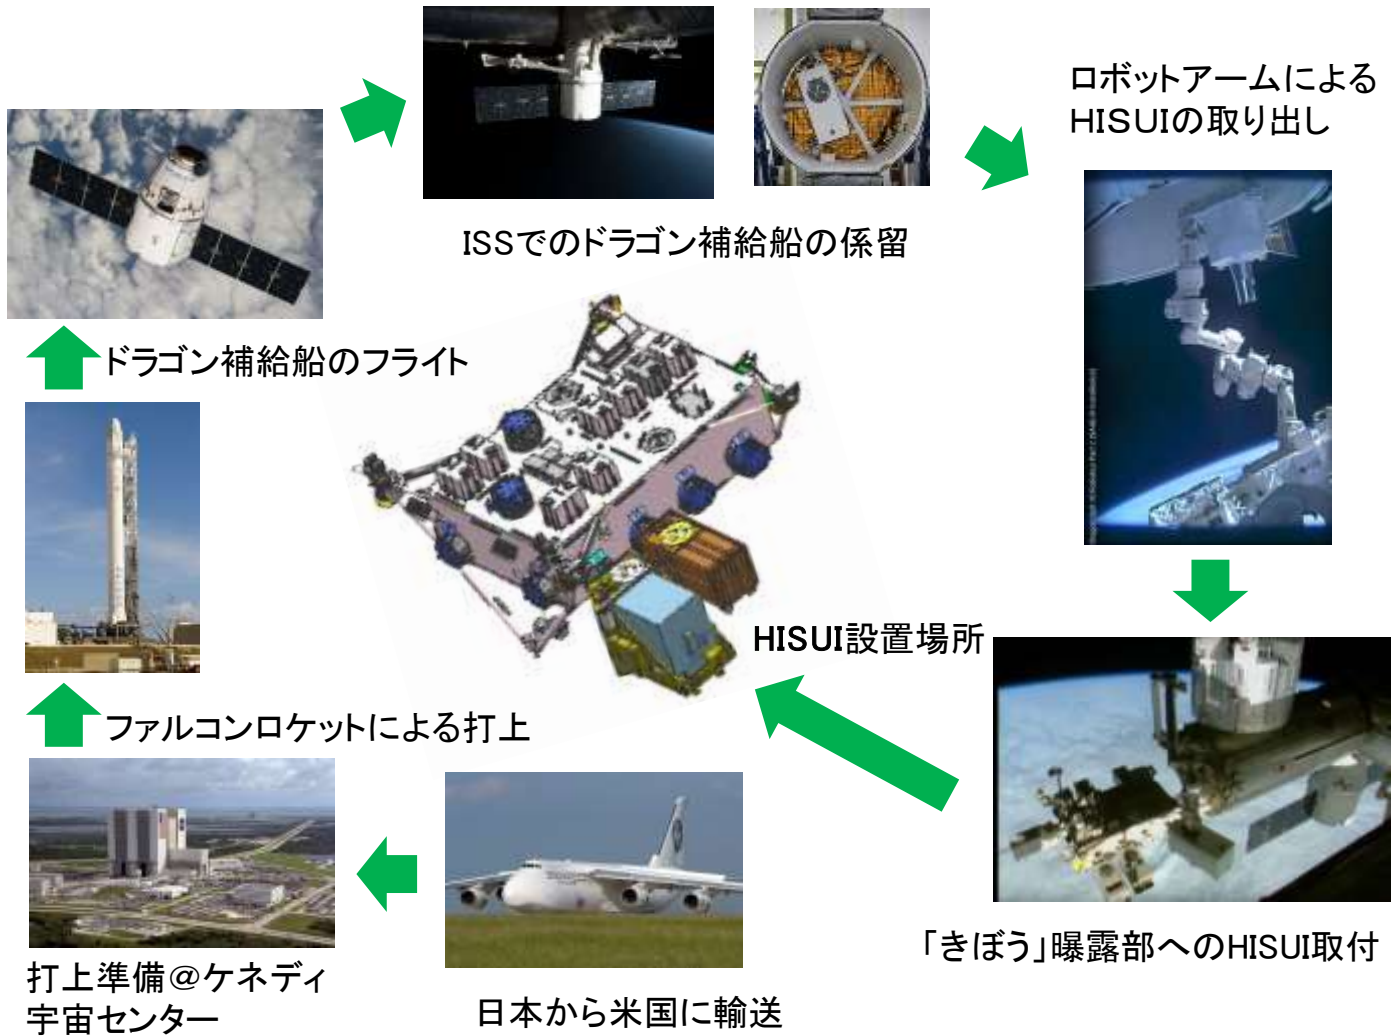 ロボットアームによる
HISUIの取り出し
ISSでのドラゴン補給船の係留
ドラゴン補給船のフライト
HISUI設置場所
ファルコンロケットによる打上
「きぼう」曝露部へのHISUI取付
打上準備@ケネディ
宇宙センター
日本から米国に輸送